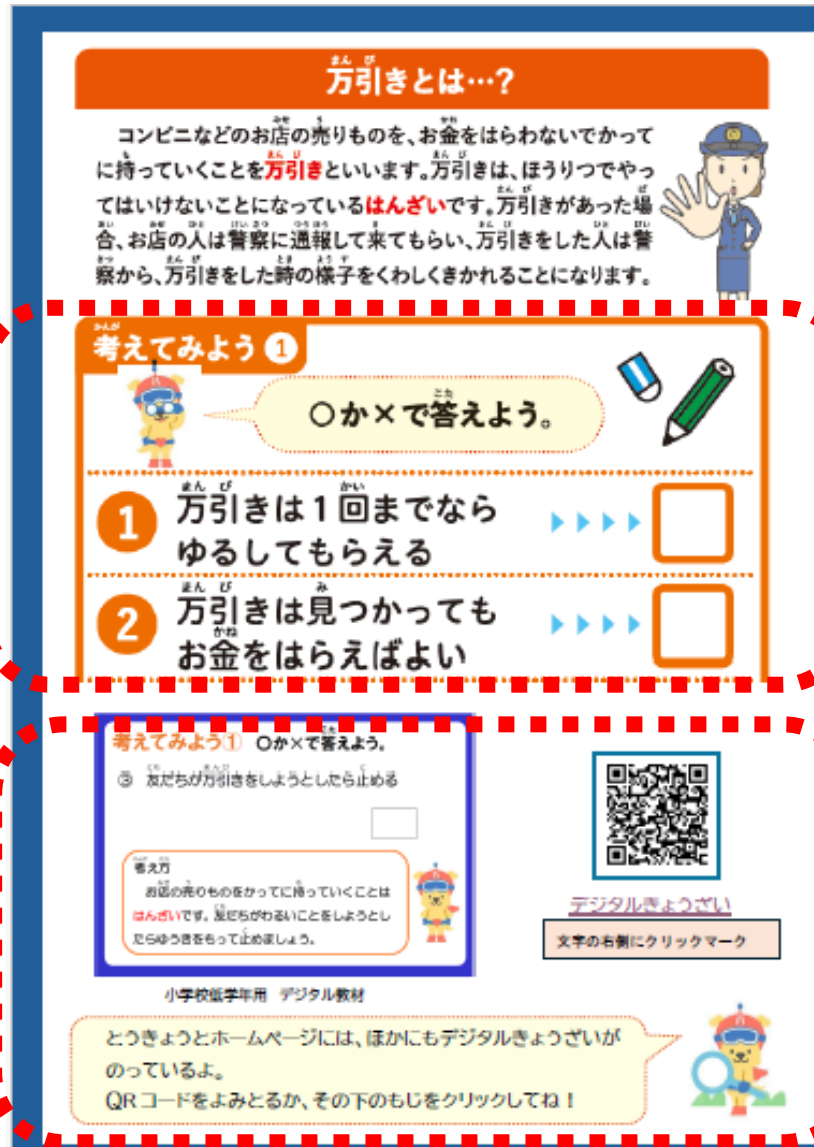 万引きとは…?
コンビニなどのお店の売りものを、お金をはらわないでかって
に持っていくことを万引きといいます。万引きは、ほうりつでやっ
てはいけないことになっているはんざいです。万引きがあった場
合、お店の人は警察に通報して来てもらい、万引きをした人は警
察から、万引きをした時の様子をくわしくきかれることになります。
考えてみよう 1
〇か×で答えよう。
1 万引きは1回までなら
ゆるしてもらえる
2 万引きは見つかっても
お金をはらえばよい
考えてみよう① 〇か×で答えよう。
③ 友だちが万引きをしようとしたら止める
考え方
お店の売りものをかってに持っていくことは
はんざいです。友だちがわるいことをしようとし
たらゆうきをもって止めましょう。
小学校低学年用 デジタル教材
デジタルきょうざい
文字の右側にクリックマーク
とうきょうとホームページには、ほかにもデジタルきょうざいが
のっているよ。
QRコードをよみとるか、その下のもじをクリックしてね!